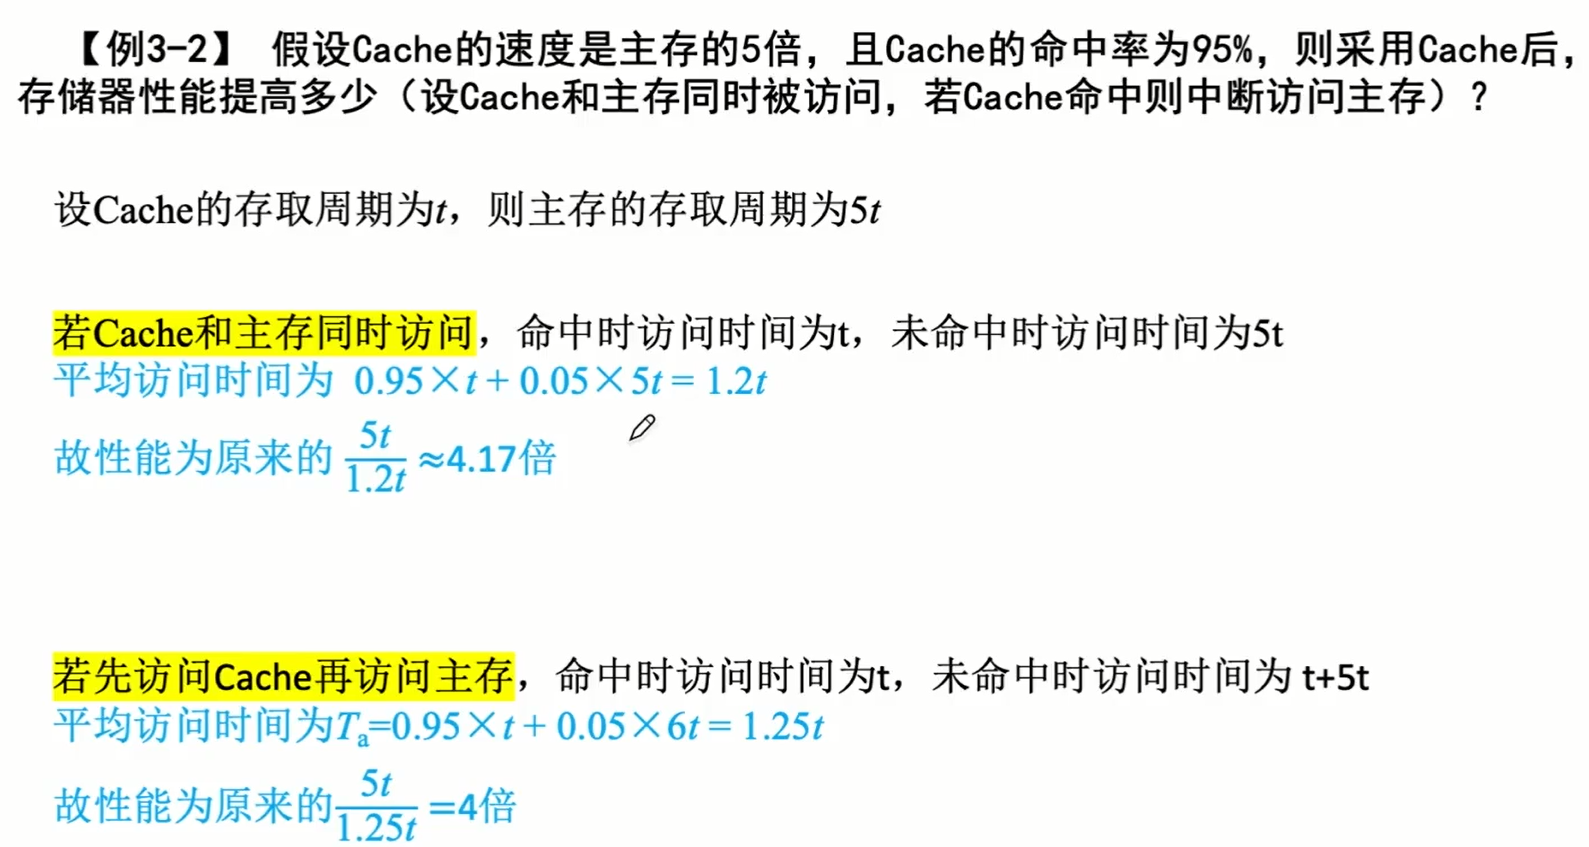 【例3-2】 假设Cache的速度是主存的5倍，且Cache的命中率为95%，则采用Cache后，
存储器性能提高多少（设Cache和主存同时被访问，若Cache命中则中断访问主存）?
设Cache的存取周期为t，则主存的存取周期为5t
若Cache和主存同时访问，命中时访问时间为t，未命中时访问时间为5t
平均访问时间为 0.95×t + 0.05×5t = 1.2t
故性能为原来的 5t/1.2t ≈4.17倍
若先访问Cache再访问主存，命中时访问时间为t，未命中时访问时间为 t+5t
平均访问时间为Ta=0.95×t + 0.05×6t = 1.25t
故性能为原来的 5t/1.25t =4倍